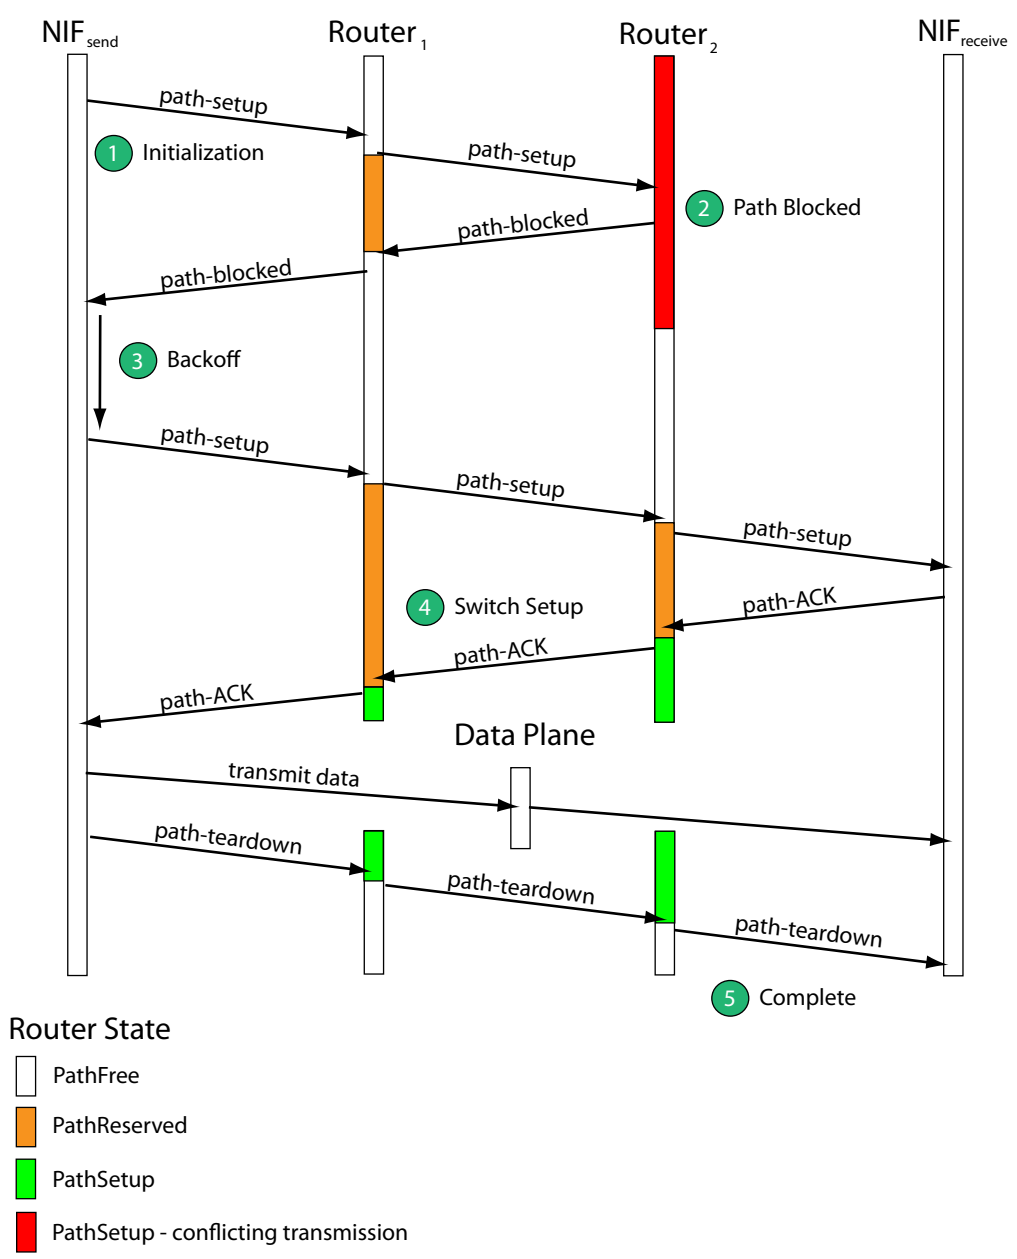 NIFsend
Router1
Router2
NIFreceive
path-setup
1 Initialization
path-setup
2 Path Blocked
path-blocked
path-blocked
3 Backoff
path-setup
path-setup
path-setup
4 Switch Setup
path-ACK
path-ACK
path-ACK
Data Plane
transmit data
path-teardown
path-teardown
path-teardown
5 Complete
Router State
PathFree
PathReserved
PathSetup
PathSetup - conflicting transmission